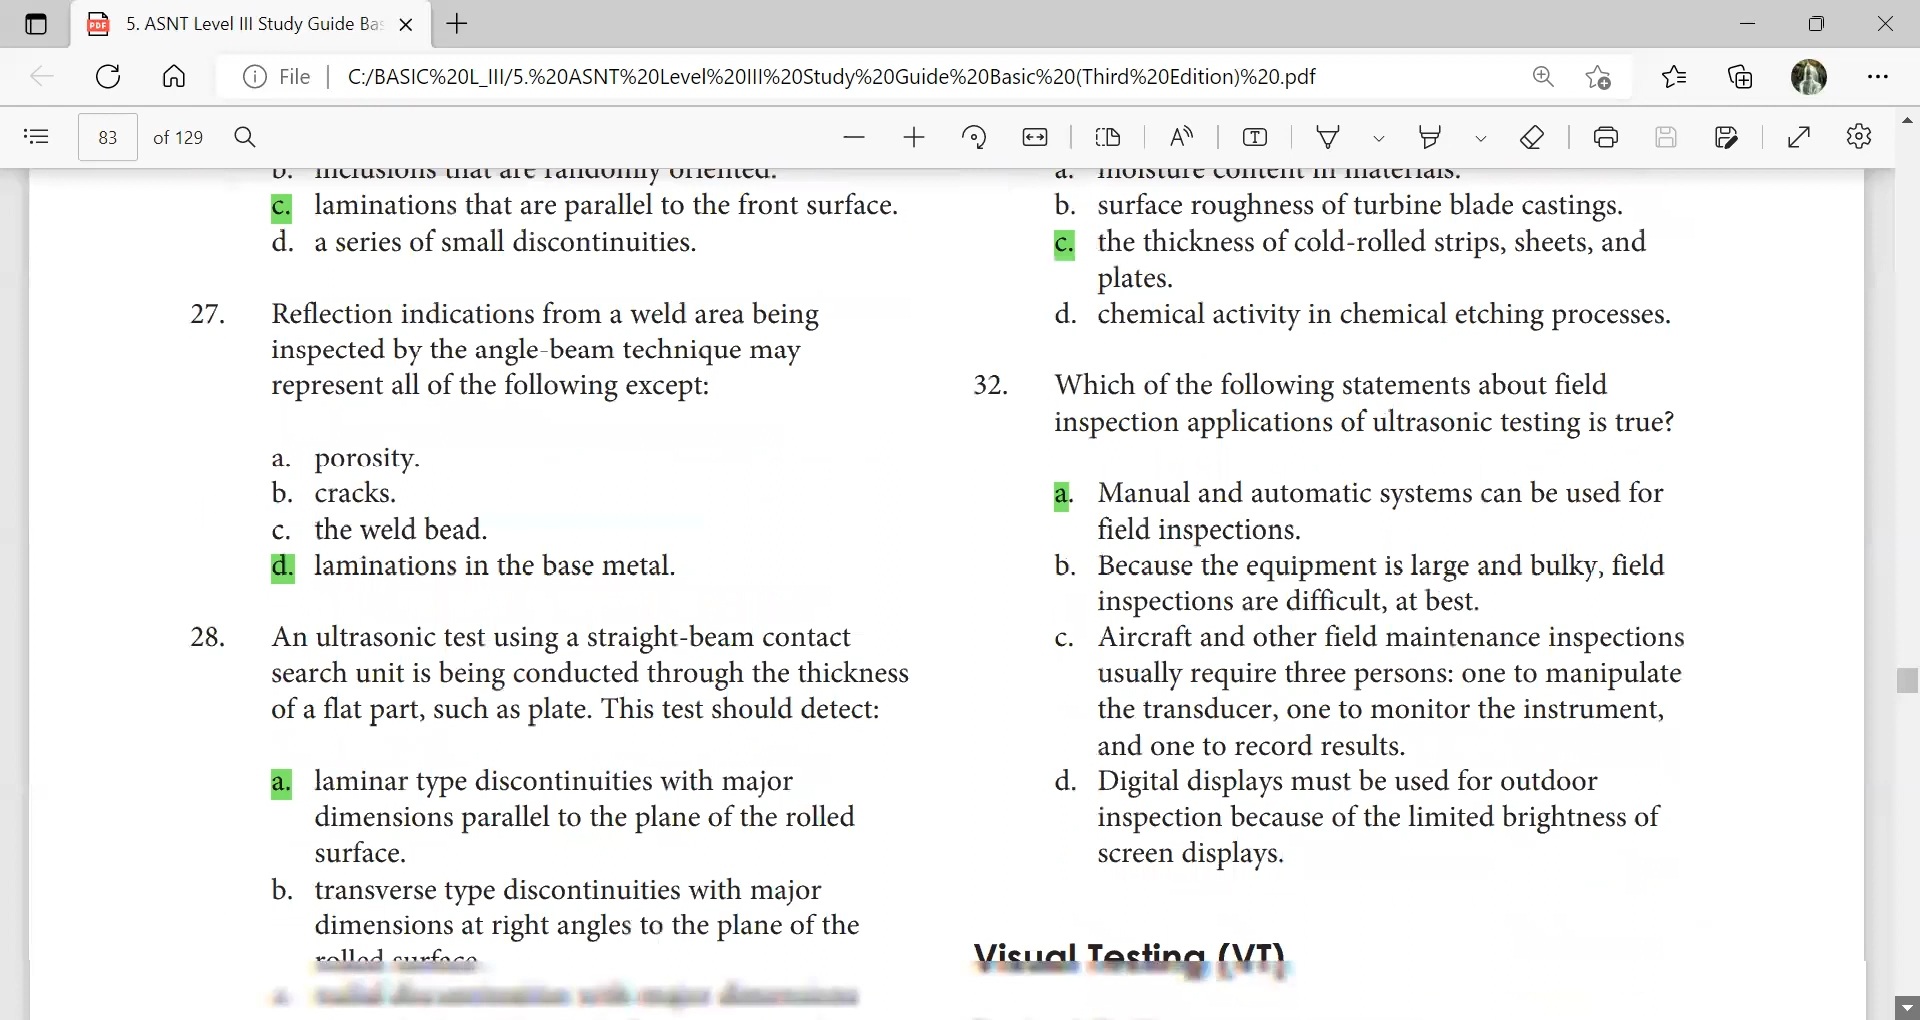 5. ASNT Level III Study Guide Ba
File
C:/BASIC%20L_III/5.%20ASNT%20Level%20III%20Study%20Guide%20Basic%20(Third%20Edition)%20.pdf
83 of 129
b. inclusions that are randomly oriented.
c. laminations that are parallel to the front surface.
d. a series of small discontinuities.
27. Reflection indications from a weld area being
inspected by the angle-beam technique may
represent all of the following except:
a. porosity.
b. cracks.
c. the weld bead.
d. laminations in the base metal.
28. An ultrasonic test using a straight-beam contact
search unit is being conducted through the thickness
of a flat part, such as plate. This test should detect:
a. laminar type discontinuities with major
dimensions parallel to the plane of the rolled
surface.
b. transverse type discontinuities with major
dimensions at right angles to the plane of the
rolled surface.
a. moisture content in materials.
b. surface roughness of turbine blade castings.
c. the thickness of cold-rolled strips, sheets, and
plates.
d. chemical activity in chemical etching processes.
32. Which of the following statements about field
inspection applications of ultrasonic testing is true?
a. Manual and automatic systems can be used for
field inspections.
b. Because the equipment is large and bulky, field
inspections are difficult, at best.
c. Aircraft and other field maintenance inspections
usually require three persons: one to manipulate
the transducer, one to monitor the instrument,
and one to record results.
d. Digital displays must be used for outdoor
inspection because of the limited brightness of
screen displays.
Visual Testing (VT)